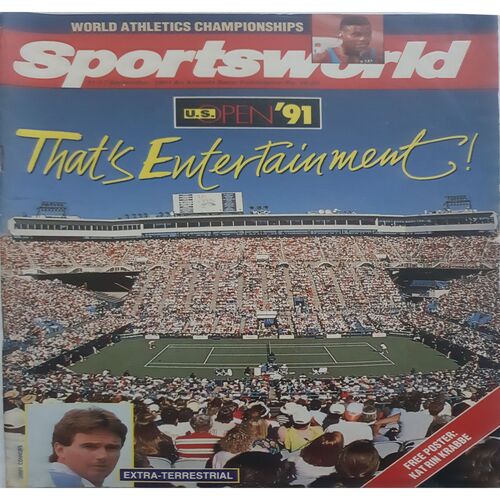 WORLD ATHLETICS CHAMPIONSHIPS
Sportsworld
U.S. OPEN '91
That's Entertainment!
EXTRA-TERRESTRIAL
FREE POSTER:
KATRIN KRABBE